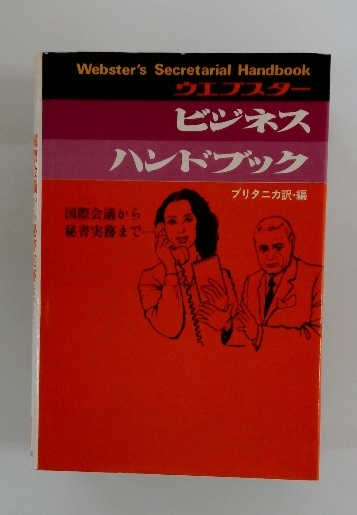 Webster's Secretarial Handbook
ウエブスター
ビジネス
ハンドブック
ブリタニカ訳・編
国際会議から
秘書実務まで…